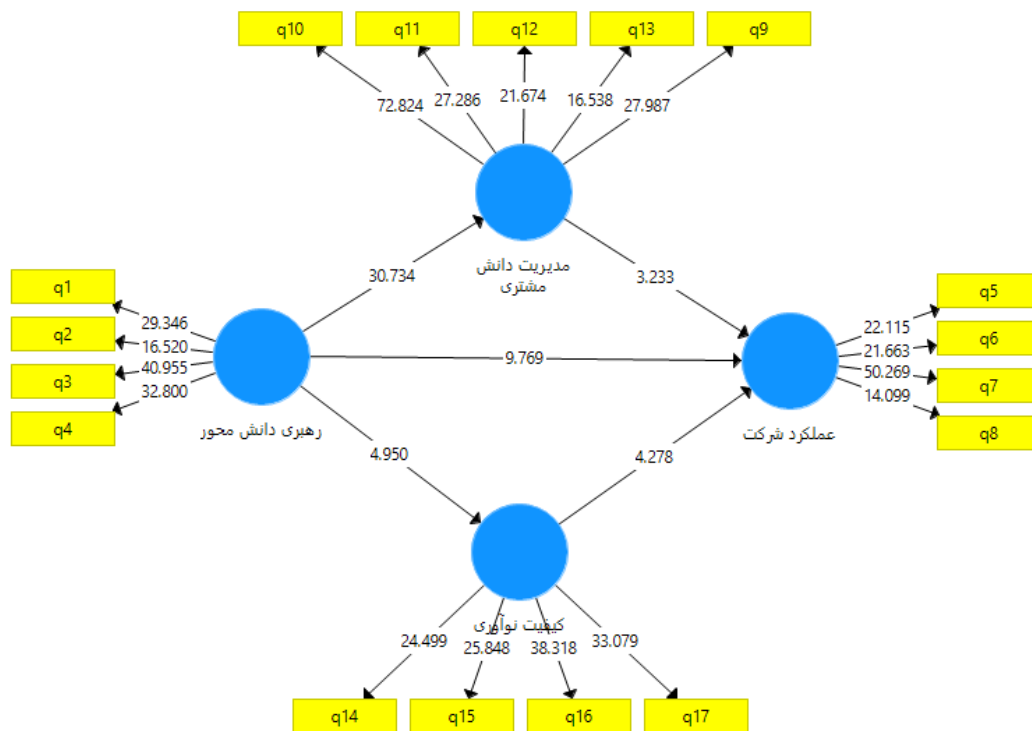 q10
q11
q12
q13
q9
72.824
27.286
21.674
16.538
27.987
مدیریت دانش
مشتری
30.734
3.233
q1
q2
q3
q4
29.346
16.520
40.955
32.800
رهبری دانش محور
9.769
q5
q6
q7
q8
22.115
21.663
50.269
14.099
عملکرد شرکت
4.950
4.278
کیفیت نوآوری
24.499
25.848
38.318
33.079
q14
q15
q16
q17